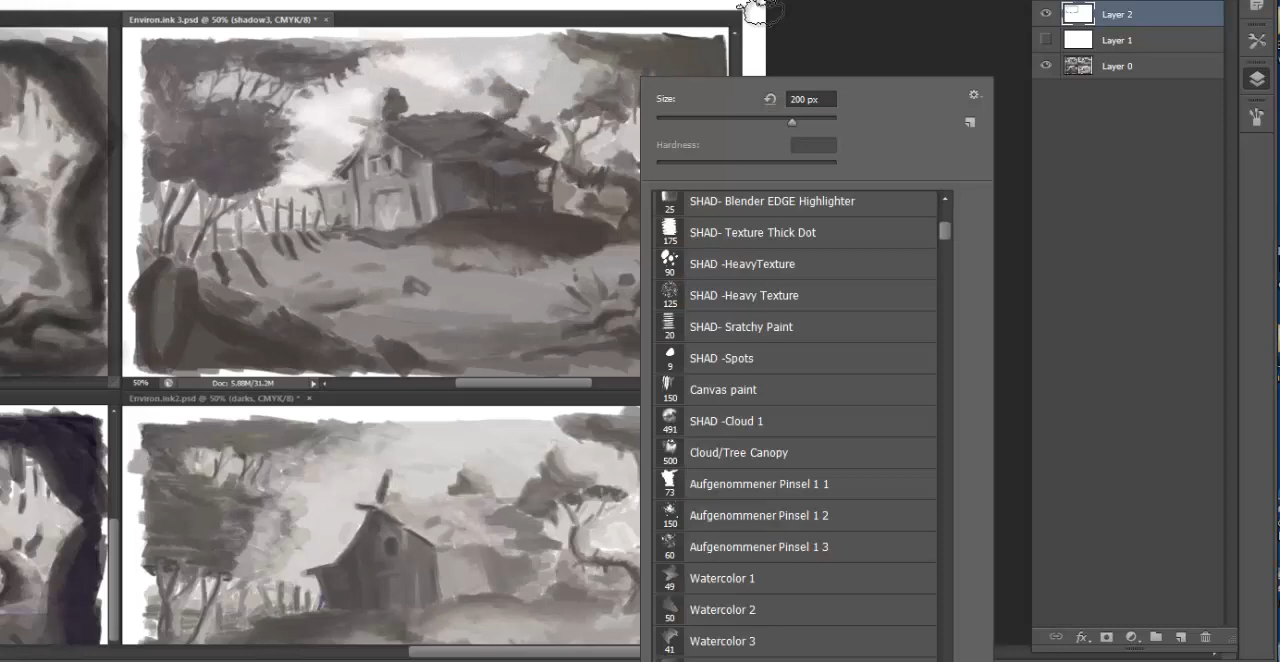 Environ.ink 3.psd @ 50% (shadow3, CMYK/8) * ×
Layer 2
Layer 1
Layer 0
Size: 200 px
Hardness:
25 SHAD- Blender EDGE Highlighter
175 SHAD- Texture Thick Dot
90 SHAD -HeavyTexture
125 SHAD -Heavy Texture
20 SHAD- Sratchy Paint
9 SHAD -Spots
150 Canvas paint
491 SHAD -Cloud 1
500 Cloud/Tree Canopy
73 Aufgenommener Pinsel 1 1
150 Aufgenommener Pinsel 1 2
60 Aufgenommener Pinsel 1 3
49 Watercolor 1
50 Watercolor 2
41 Watercolor 3
50% Doc: 5.88M/31.2M
Environ.ink2.psd @ 50% (darks, CMYK/8) * ×
fx